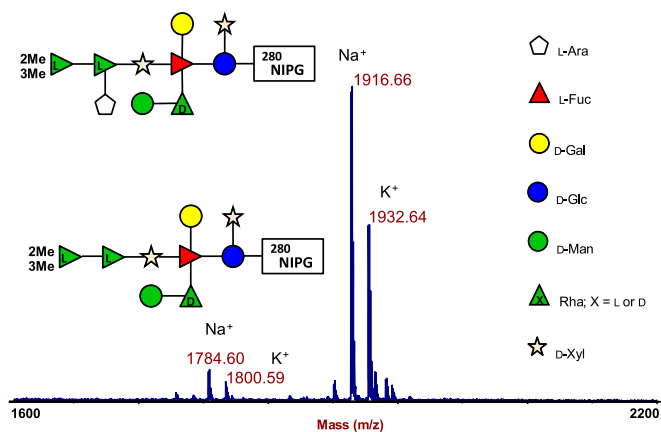 2Me
3Me
L
L
D
280
NIPG
Na+
1916.66
K+
1932.64
2Me
3Me
L
L
D
280
NIPG
Na+
1784.60
K+
1800.59
1600
2200
Mass (m/z)
L-Ara
L-Fuc
D-Gal
D-Glc
D-Man
X Rha; X = L or D
D-Xyl